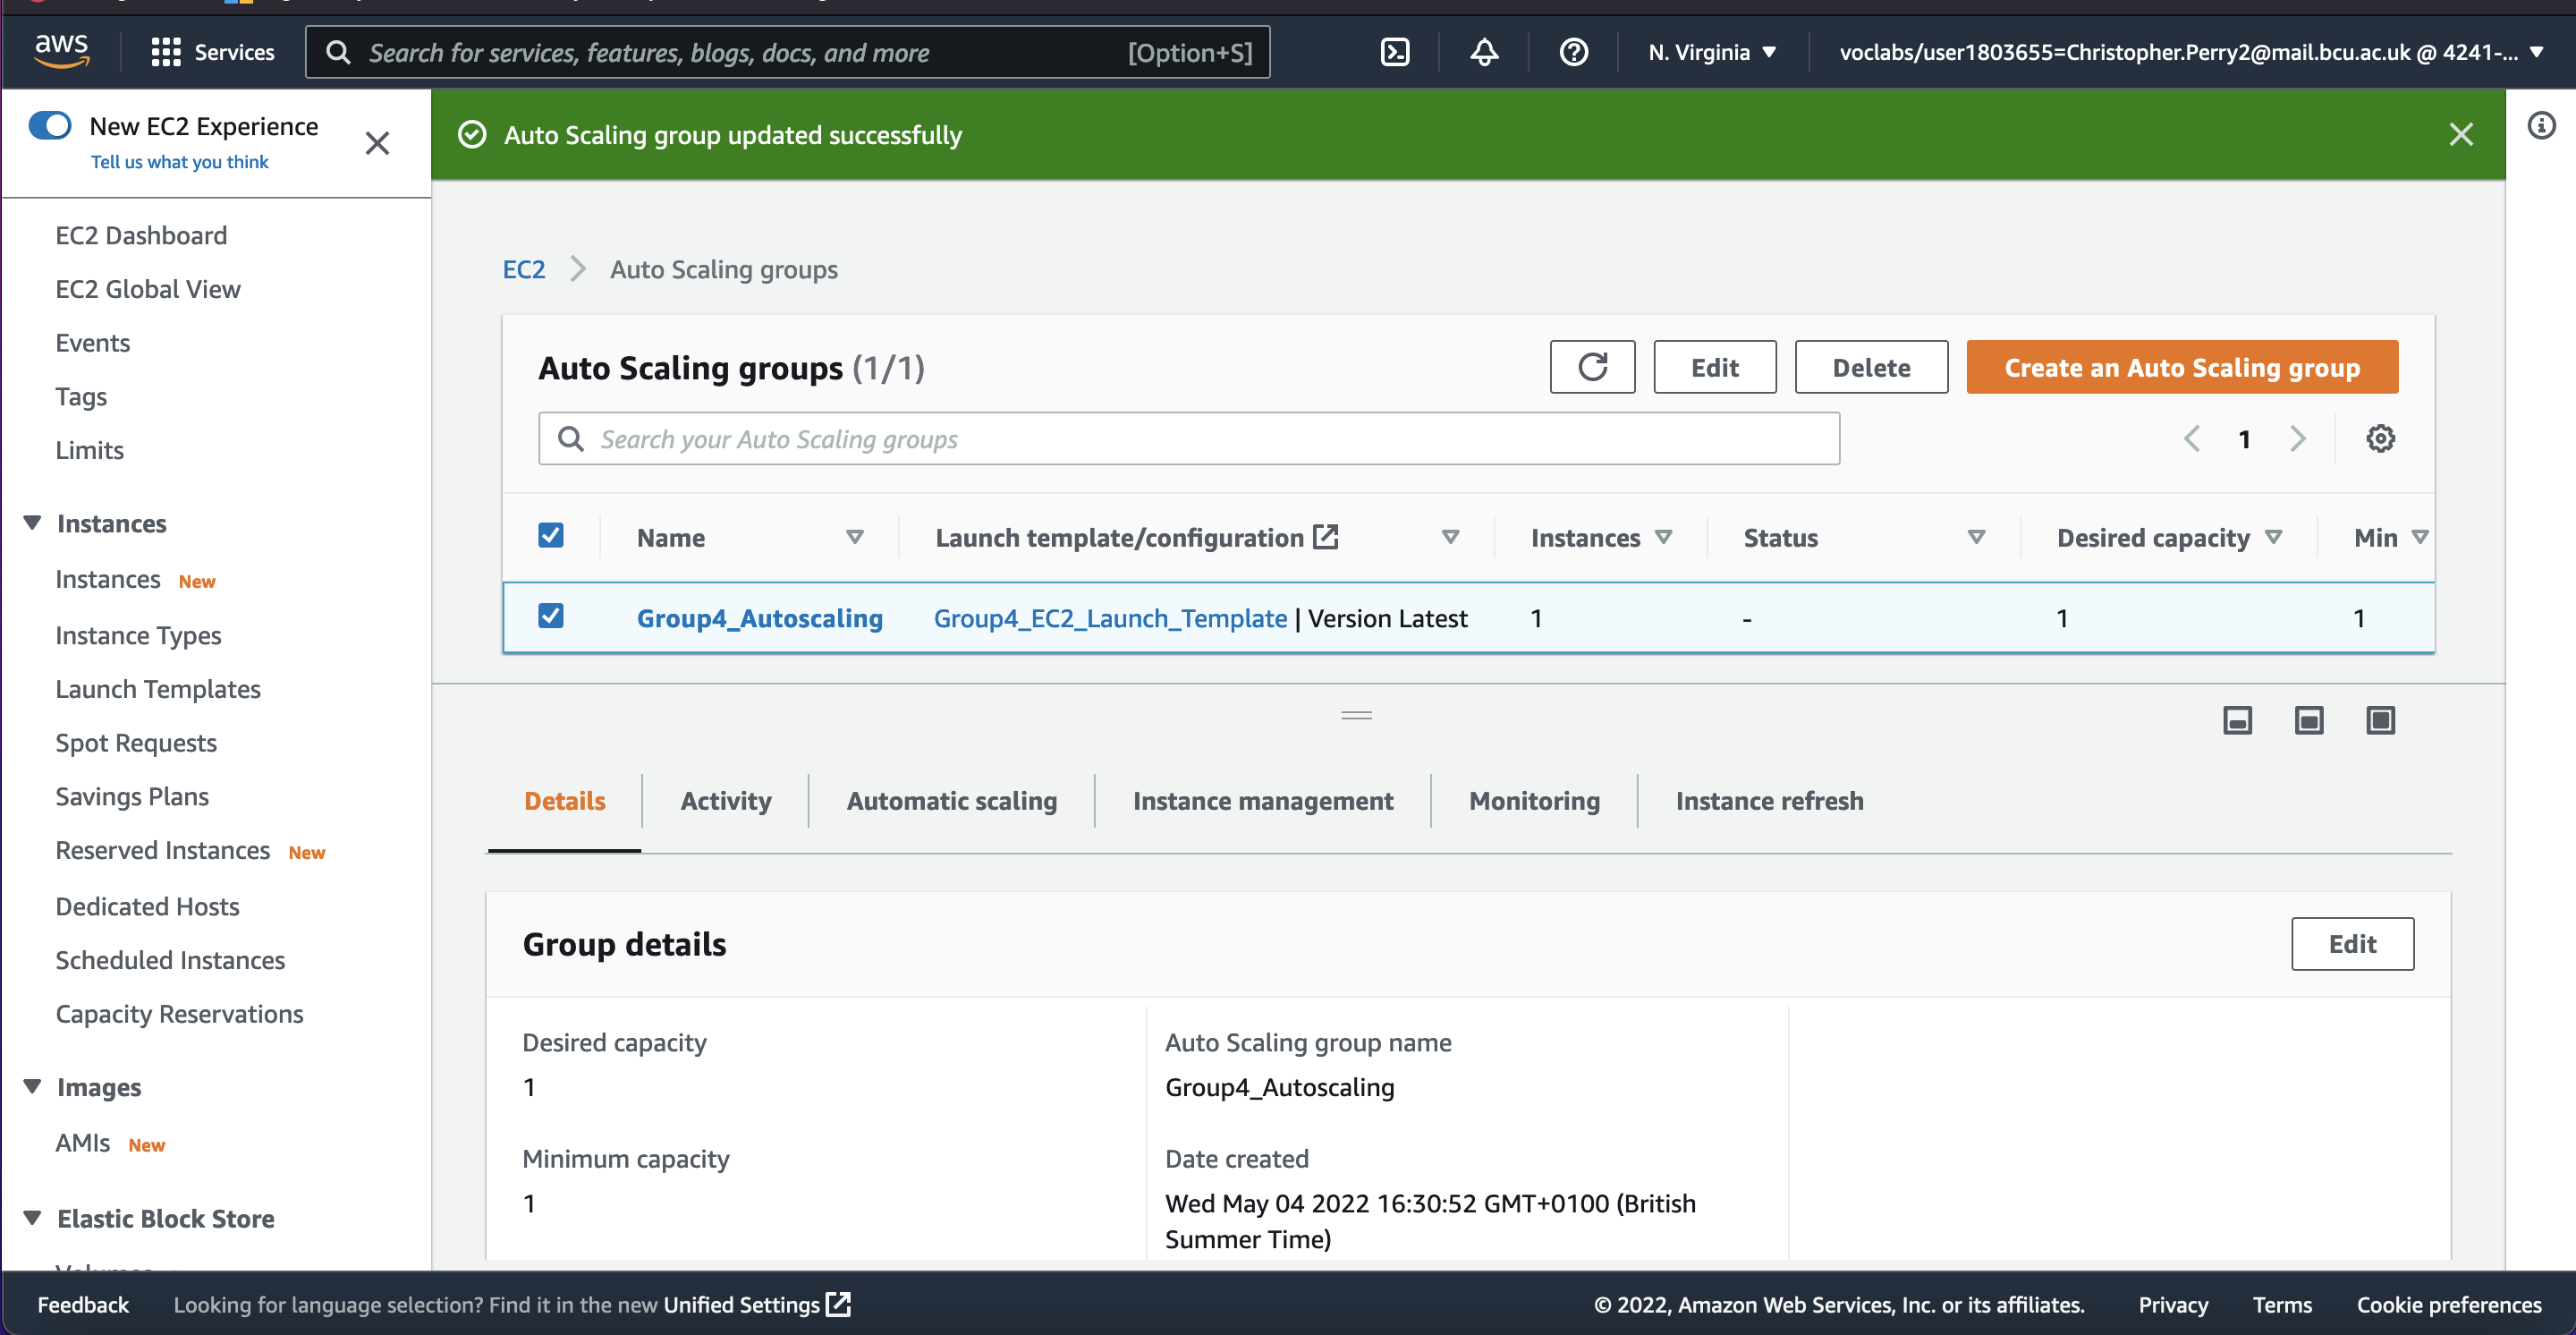 aws
Services
Search for services, features, blogs, docs, and more
[Option+S]
N. Virginia
voclabs/user1803655=Christopher.Perry2@mail.bcu.ac.uk @ 4241-...
New EC2 Experience
Tell us what you think
EC2 Dashboard
EC2 Global View
Events
Tags
Limits
Instances
Instances New
Instance Types
Launch Templates
Spot Requests
Savings Plans
Reserved Instances New
Dedicated Hosts
Scheduled Instances
Capacity Reservations
Images
AMIs New
Elastic Block Store
Auto Scaling group updated successfully
EC2 Auto Scaling groups
Auto Scaling groups (1/1)
Edit
Delete
Create an Auto Scaling group
Search your Auto Scaling groups
1
Name Launch template/configuration Instances Status Desired capacity Min
Group4_Autoscaling Group4_EC2_Launch_Template | Version Latest 1 - 1 1
Details Activity Automatic scaling Instance management Monitoring Instance refresh
Group details
Edit
Desired capacity
1
Minimum capacity
1
Auto Scaling group name
Group4_Autoscaling
Date created
Wed May 04 2022 16:30:52 GMT+0100 (British
Summer Time)
Feedback
Looking for language selection? Find it in the new Unified Settings
© 2022, Amazon Web Services, Inc. or its affiliates.
Privacy
Terms
Cookie preferences